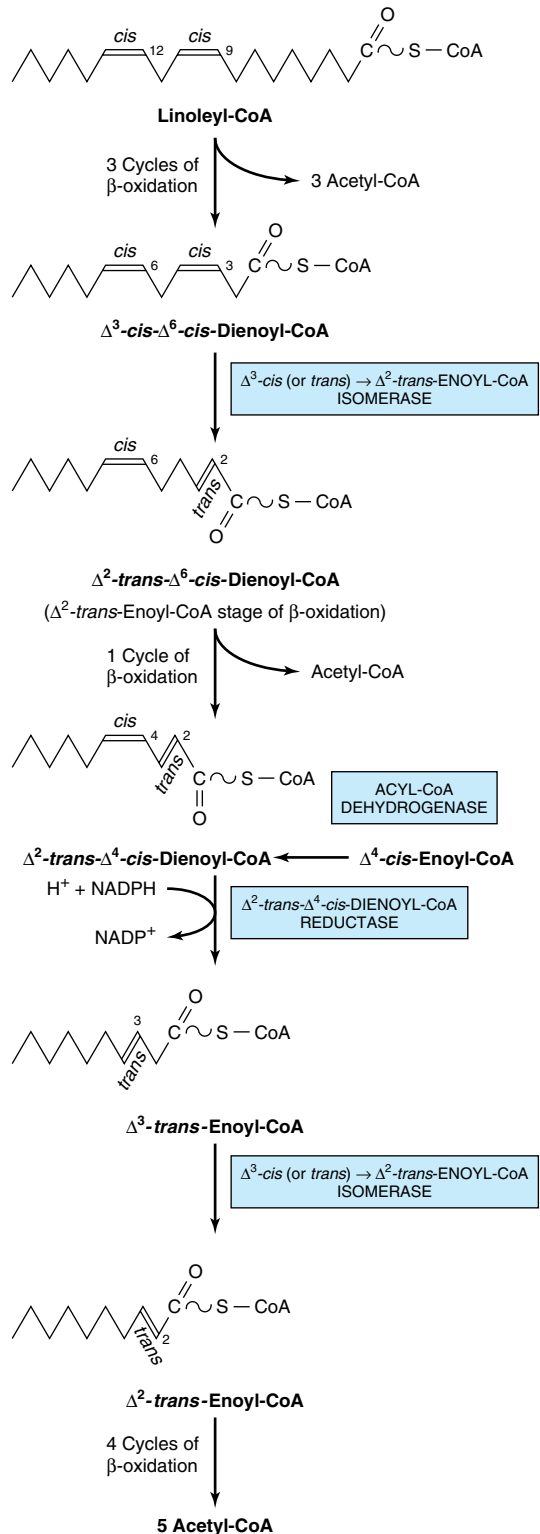 O
cis
cis
12
9
C
S — CoA
Linoleyl-CoA
3 Cycles of
β-oxidation
3 Acetyl-CoA
O
cis
cis
6
3
C
S — CoA
Δ³-cis-Δ⁶-cis-Dienoyl-CoA
Δ³-cis (or trans) → Δ²-trans-ENOYL-CoA
ISOMERASE
cis
6
2
trans
C
S — CoA
O
Δ²-trans-Δ⁶-cis-Dienoyl-CoA
(Δ²-trans-Enoyl-CoA stage of β-oxidation)
1 Cycle of
β-oxidation
Acetyl-CoA
cis
4
2
trans
C
S — CoA
O
ACYL-CoA
DEHYDROGENASE
Δ²-trans-Δ⁴-cis-Dienoyl-CoA
Δ⁴-cis-Enoyl-CoA
H⁺ + NADPH
NADP⁺
Δ²-trans-Δ⁴-cis-DIENOYL-CoA
REDUCTASE
O
3
C
S — CoA
trans
Δ³-trans-Enoyl-CoA
Δ³-cis (or trans) → Δ²-trans-ENOYL-CoA
ISOMERASE
O
C
S — CoA
trans
2
Δ²-trans-Enoyl-CoA
4 Cycles of
β-oxidation
5 Acetyl-CoA